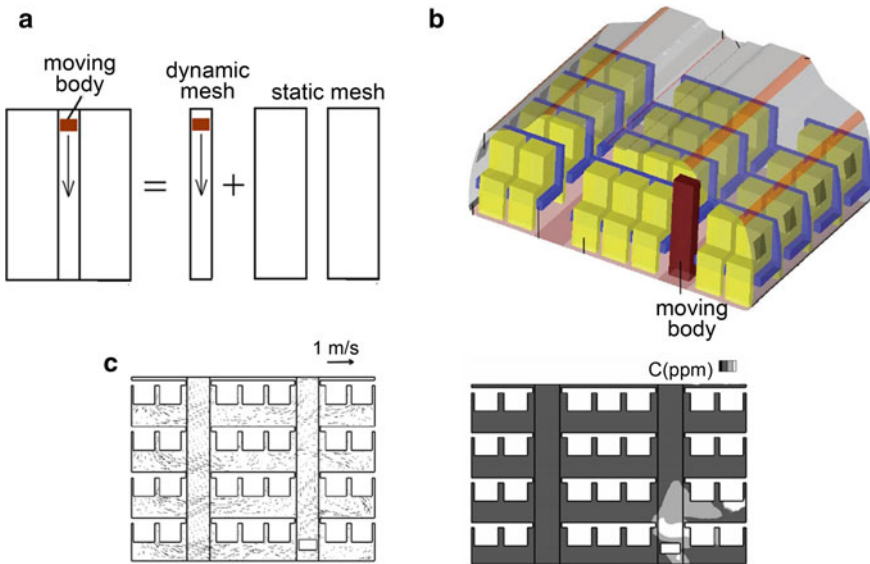 a
moving
body
dynamic
mesh
static mesh
=
+
b
moving
body
c
1 m/s
C(ppm)